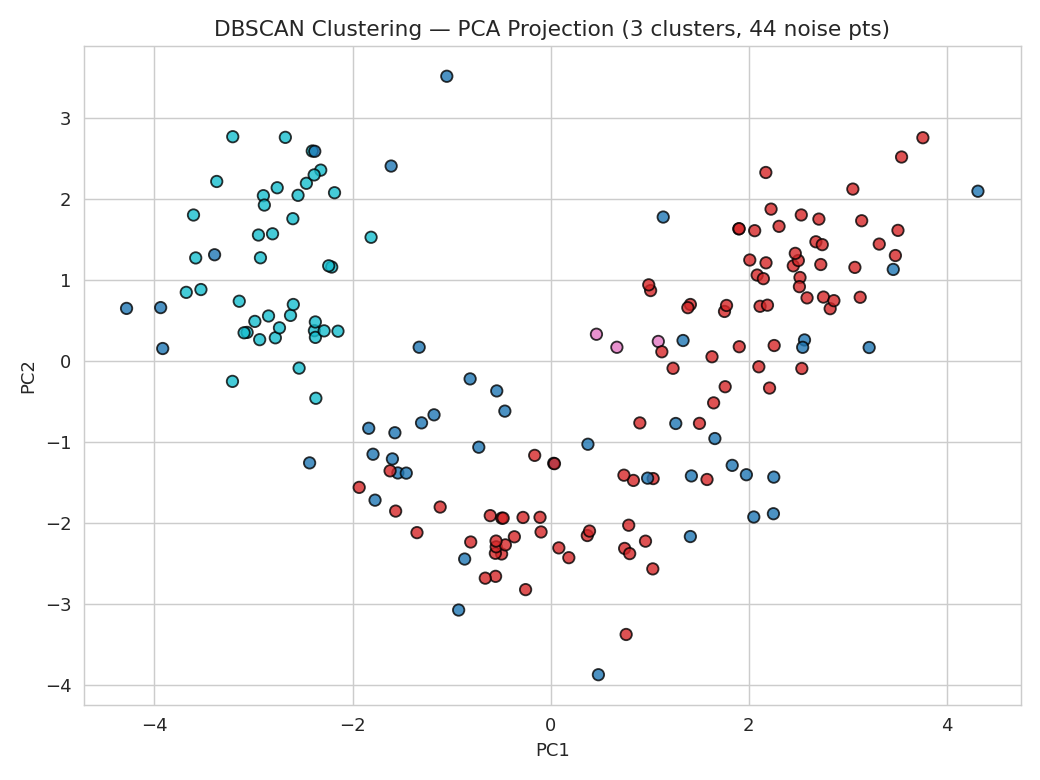 DBSCAN Clustering — PCA Projection (3 clusters, 44 noise pts)
PC2
3
2
1
0
−1
−2
−3
−4
−4 −2 0 2 4
PC1